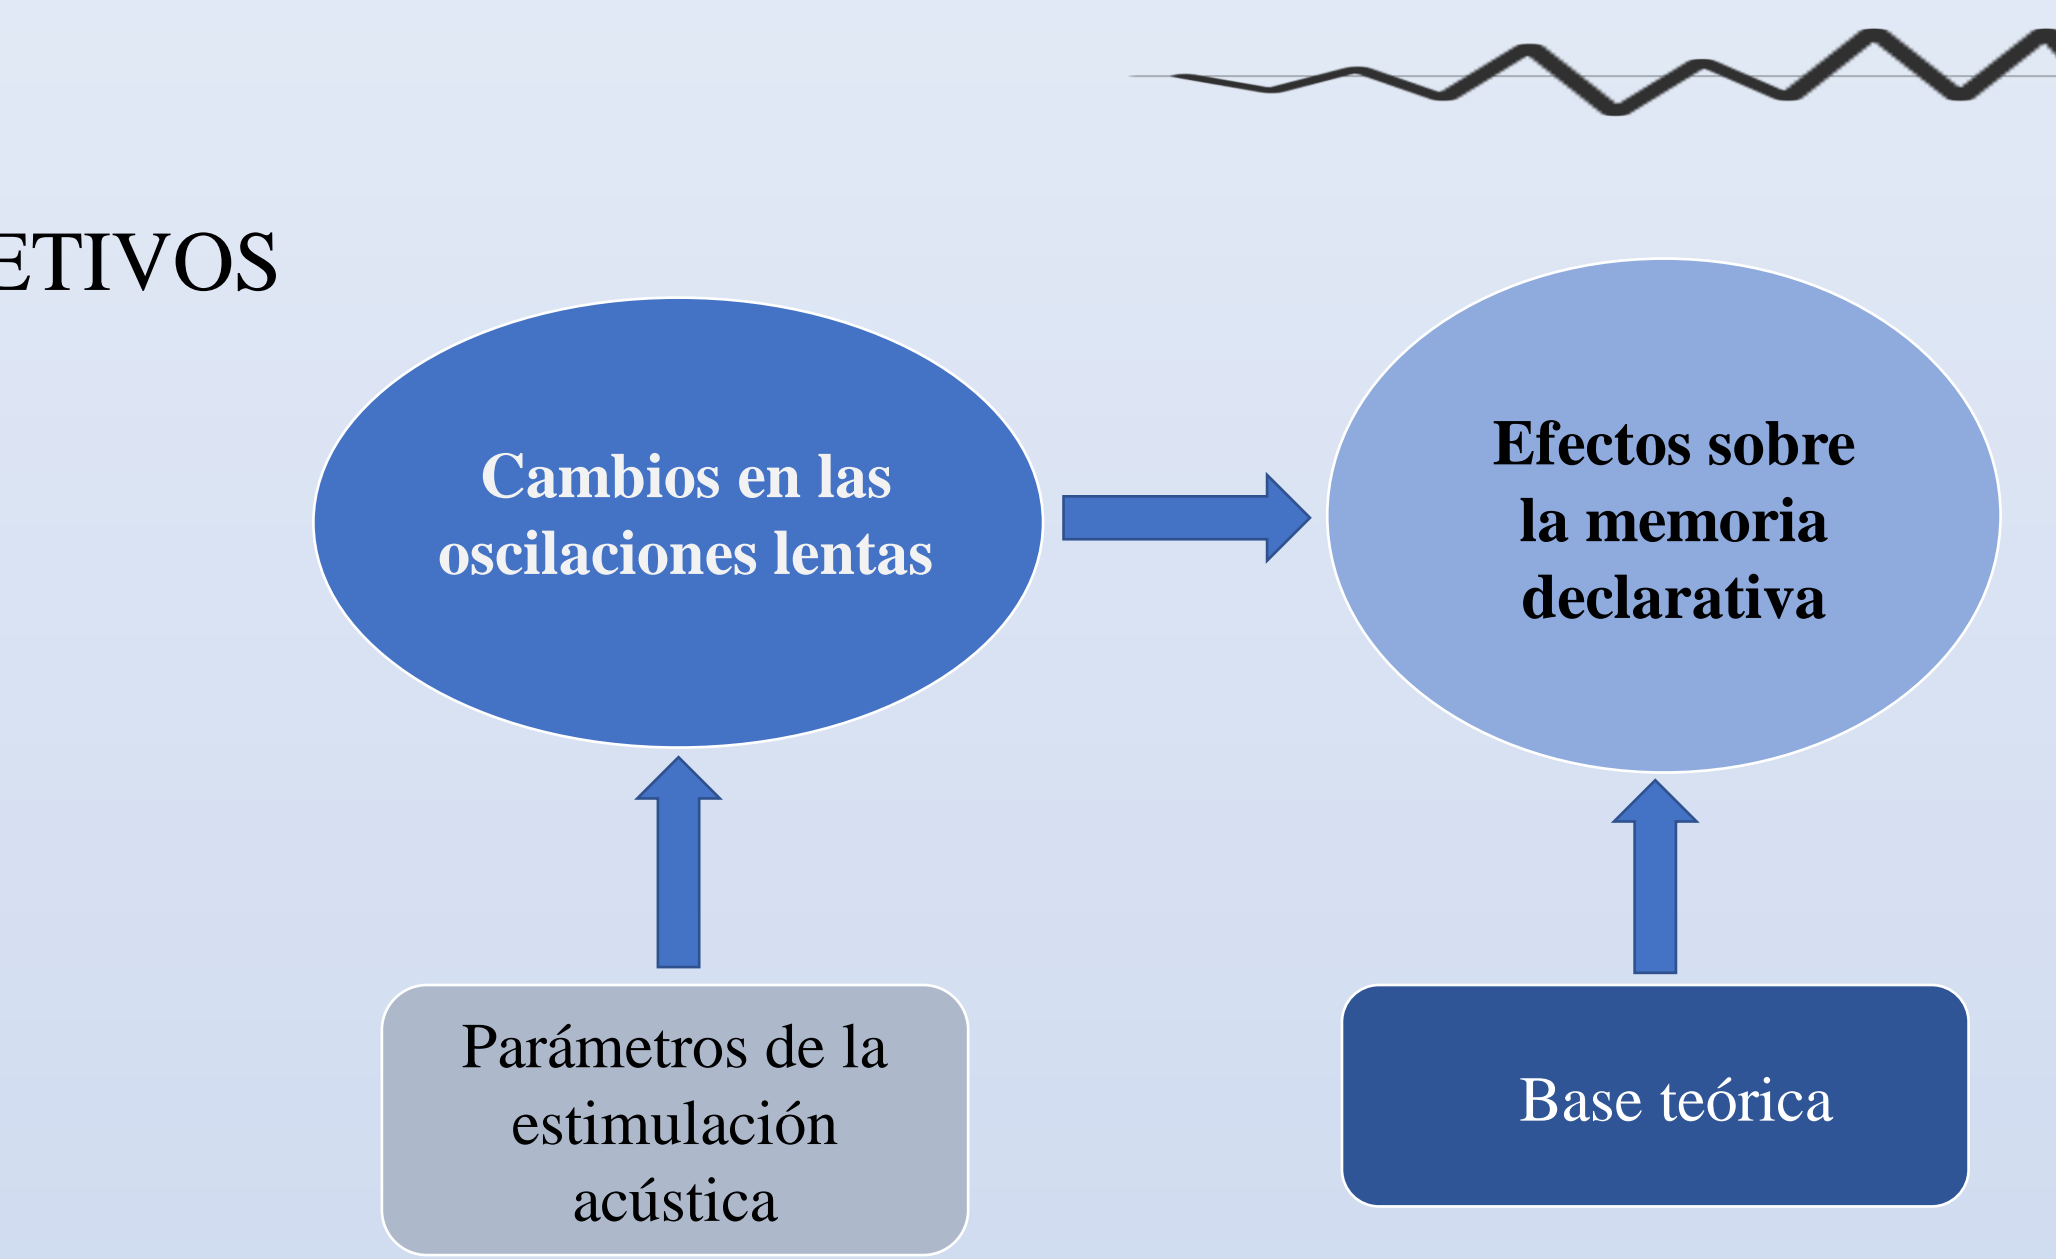 ETIVOS
Cambios en las
oscilaciones lentas
Efectos sobre
la memoria
declarativa
Parámetros de la
estimulación
acústica
Base teórica